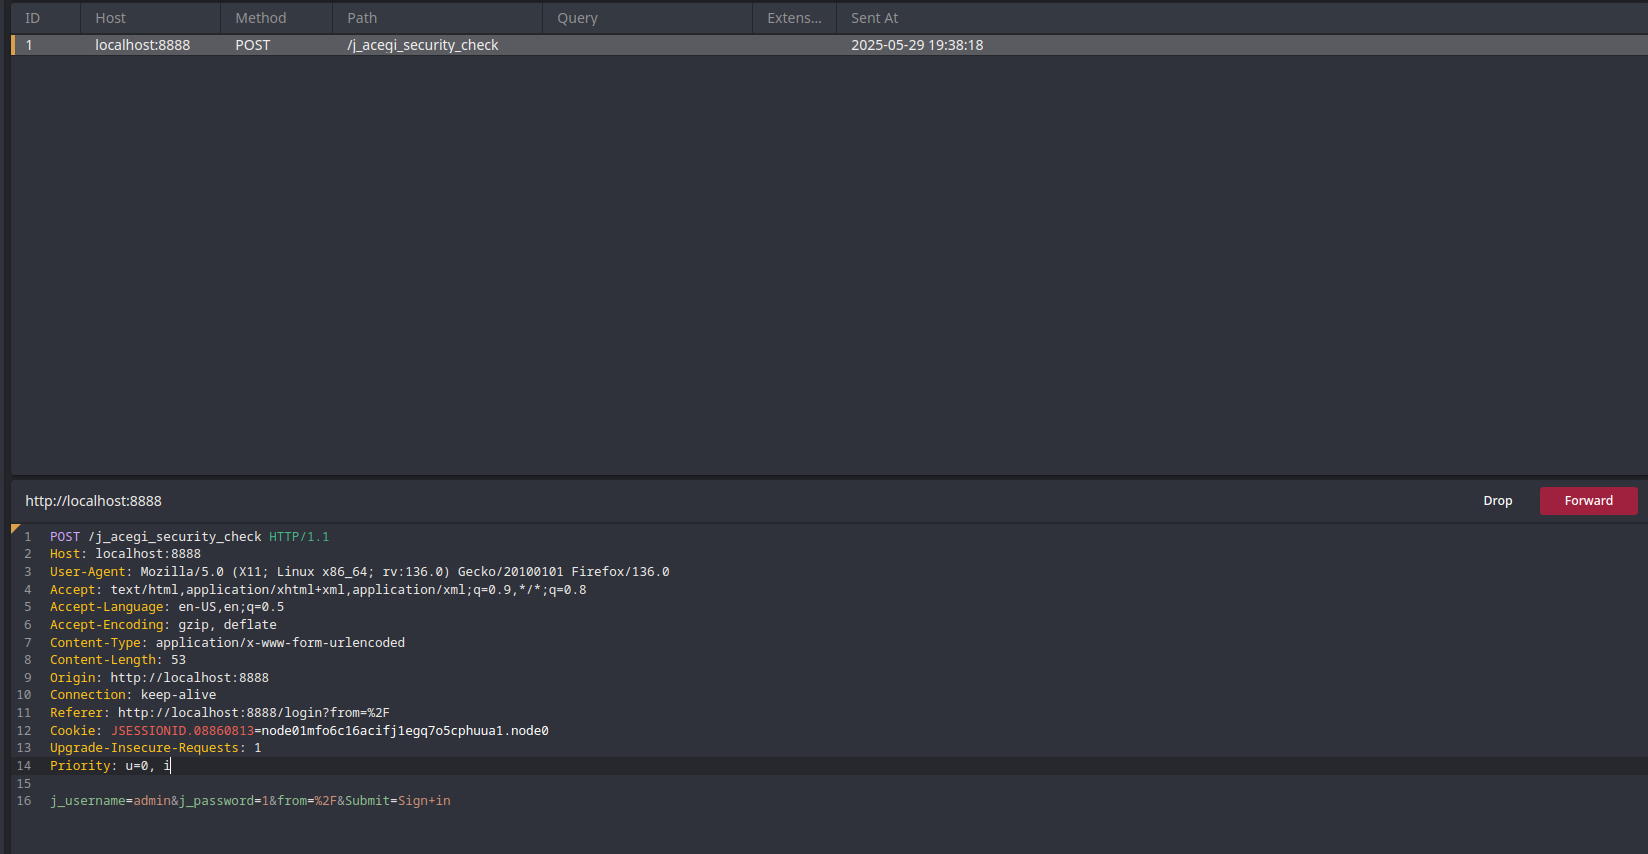 ID Host Method Path Query Extens... Sent At
1 localhost:8888 POST /j_acegi_security_check 2025-05-29 19:38:18
http://localhost:8888 Drop Forward
1 POST /j_acegi_security_check HTTP/1.1
2 Host: localhost:8888
3 User-Agent: Mozilla/5.0 (X11; Linux x86_64; rv:136.0) Gecko/20100101 Firefox/136.0
4 Accept: text/html,application/xhtml+xml,application/xml;q=0.9,*/*;q=0.8
5 Accept-Language: en-US,en;q=0.5
6 Accept-Encoding: gzip, deflate
7 Content-Type: application/x-www-form-urlencoded
8 Content-Length: 53
9 Origin: http://localhost:8888
10 Connection: keep-alive
11 Referer: http://localhost:8888/login?from=%2F
12 Cookie: JSESSIONID.08860813=node01mfo6c16acifj1egq7o5cphuua1.node0
13 Upgrade-Insecure-Requests: 1
14 Priority: u=0, i
15
16 j_username=admin&j_password=1&from=%2F&Submit=Sign+in